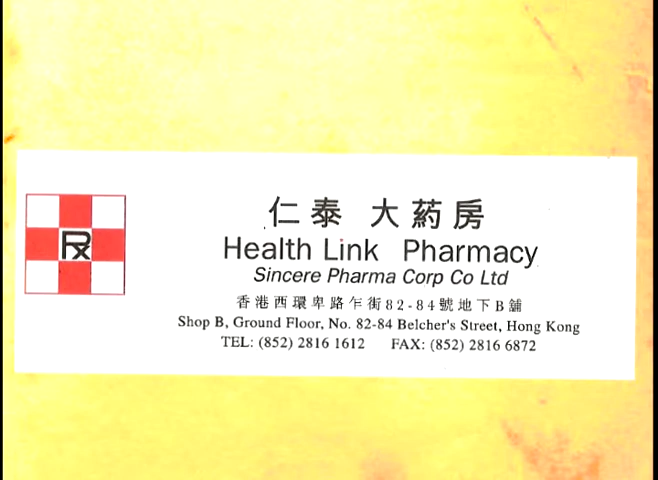 仁泰 大药房
Health Link Pharmacy
Sincere Pharma Corp Co Ltd
Rx
香港西環卑路乍街82-84號地下B舖
Shop B, Ground Floor, No. 82-84 Belcher's Street, Hong Kong
TEL: (852) 2816 1612 FAX: (852) 2816 6872